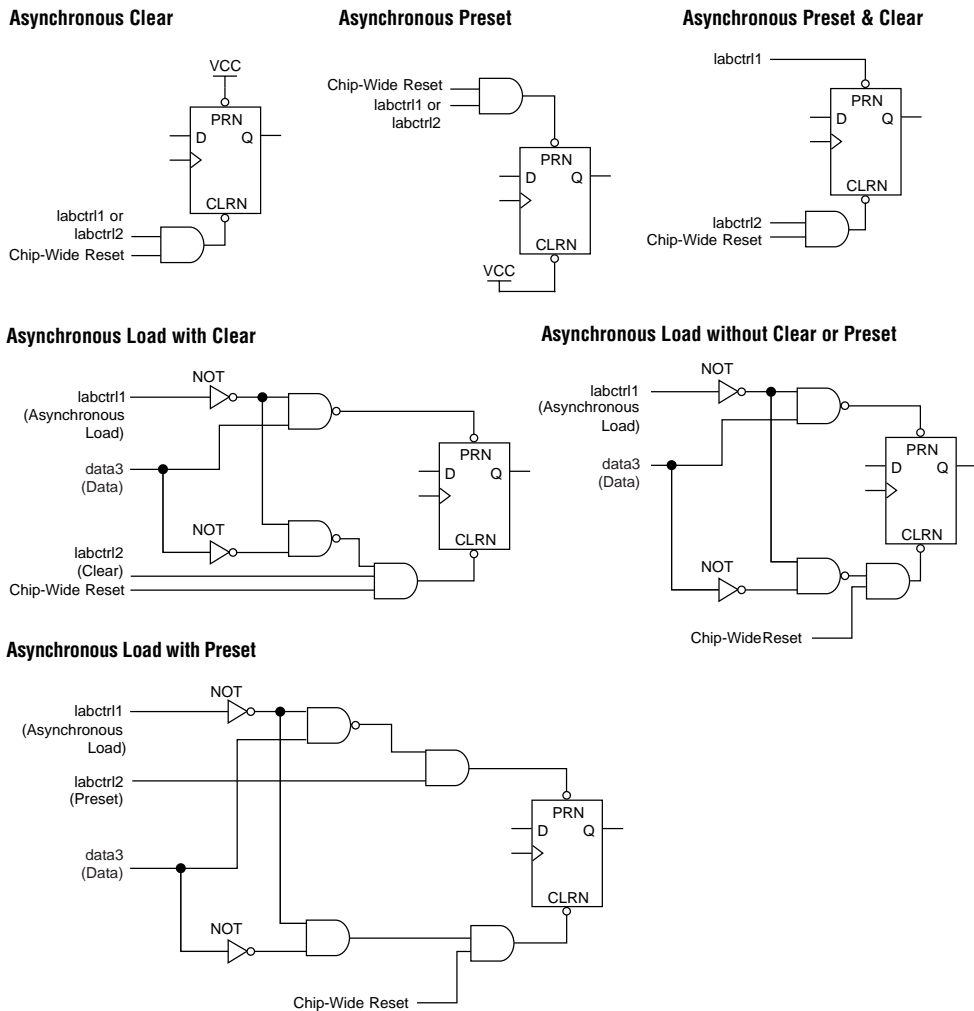 Asynchronous Clear
VCC
PRN
D Q
CLRN
labctrl1 or
labctrl2
Chip-Wide Reset
Asynchronous Preset
Chip-Wide Reset
labctrl1 or
labctrl2
PRN
D Q
CLRN
VCC
Asynchronous Preset & Clear
labctrl1
PRN
D Q
CLRN
labctrl2
Chip-Wide Reset
Asynchronous Load with Clear
NOT
labctrl1
(Asynchronous
Load)
PRN
D Q
data3
(Data)
NOT
CLRN
labctrl2
(Clear)
Chip-Wide Reset
Asynchronous Load without Clear or Preset
NOT
labctrl1
(Asynchronous
Load)
PRN
D Q
data3
(Data)
CLRN
NOT
Chip-WideReset
Asynchronous Load with Preset
NOT
labctrl1
(Asynchronous
Load)
labctrl2
(Preset)
PRN
D Q
data3
(Data)
CLRN
NOT
Chip-Wide Reset